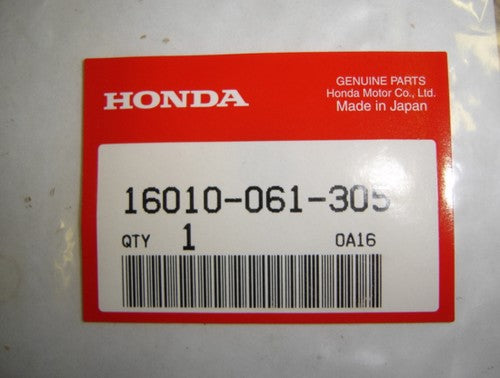 HONDA
GENUINE PARTS
Honda Motor Co., Ltd.
Made in Japan
16010-061-305
QTY 1 0A16